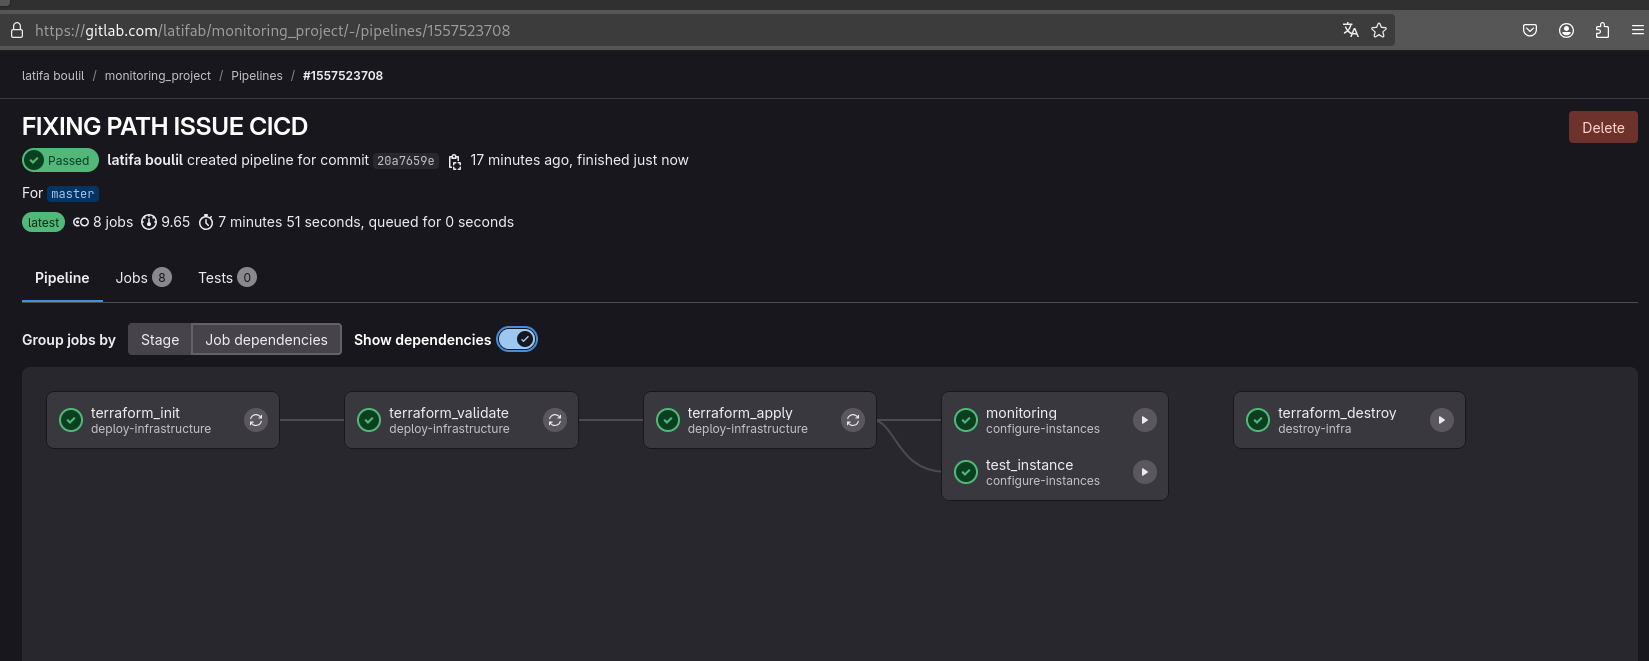 https://gitlab.com/latifab/monitoring_project/-/pipelines/1557523708
latifa boulil / monitoring_project / Pipelines / #1557523708
FIXING PATH ISSUE CICD
Delete
Passed latifa boulil created pipeline for commit 20a7659e 17 minutes ago, finished just now
For master
latest 8 jobs 9.65 7 minutes 51 seconds, queued for 0 seconds
Pipeline Jobs 8 Tests 0
Group jobs by Stage Job dependencies Show dependencies
terraform_init
deploy-infrastructure
terraform_validate
deploy-infrastructure
terraform_apply
deploy-infrastructure
monitoring
configure-instances
test_instance
configure-instances
terraform_destroy
destroy-infra